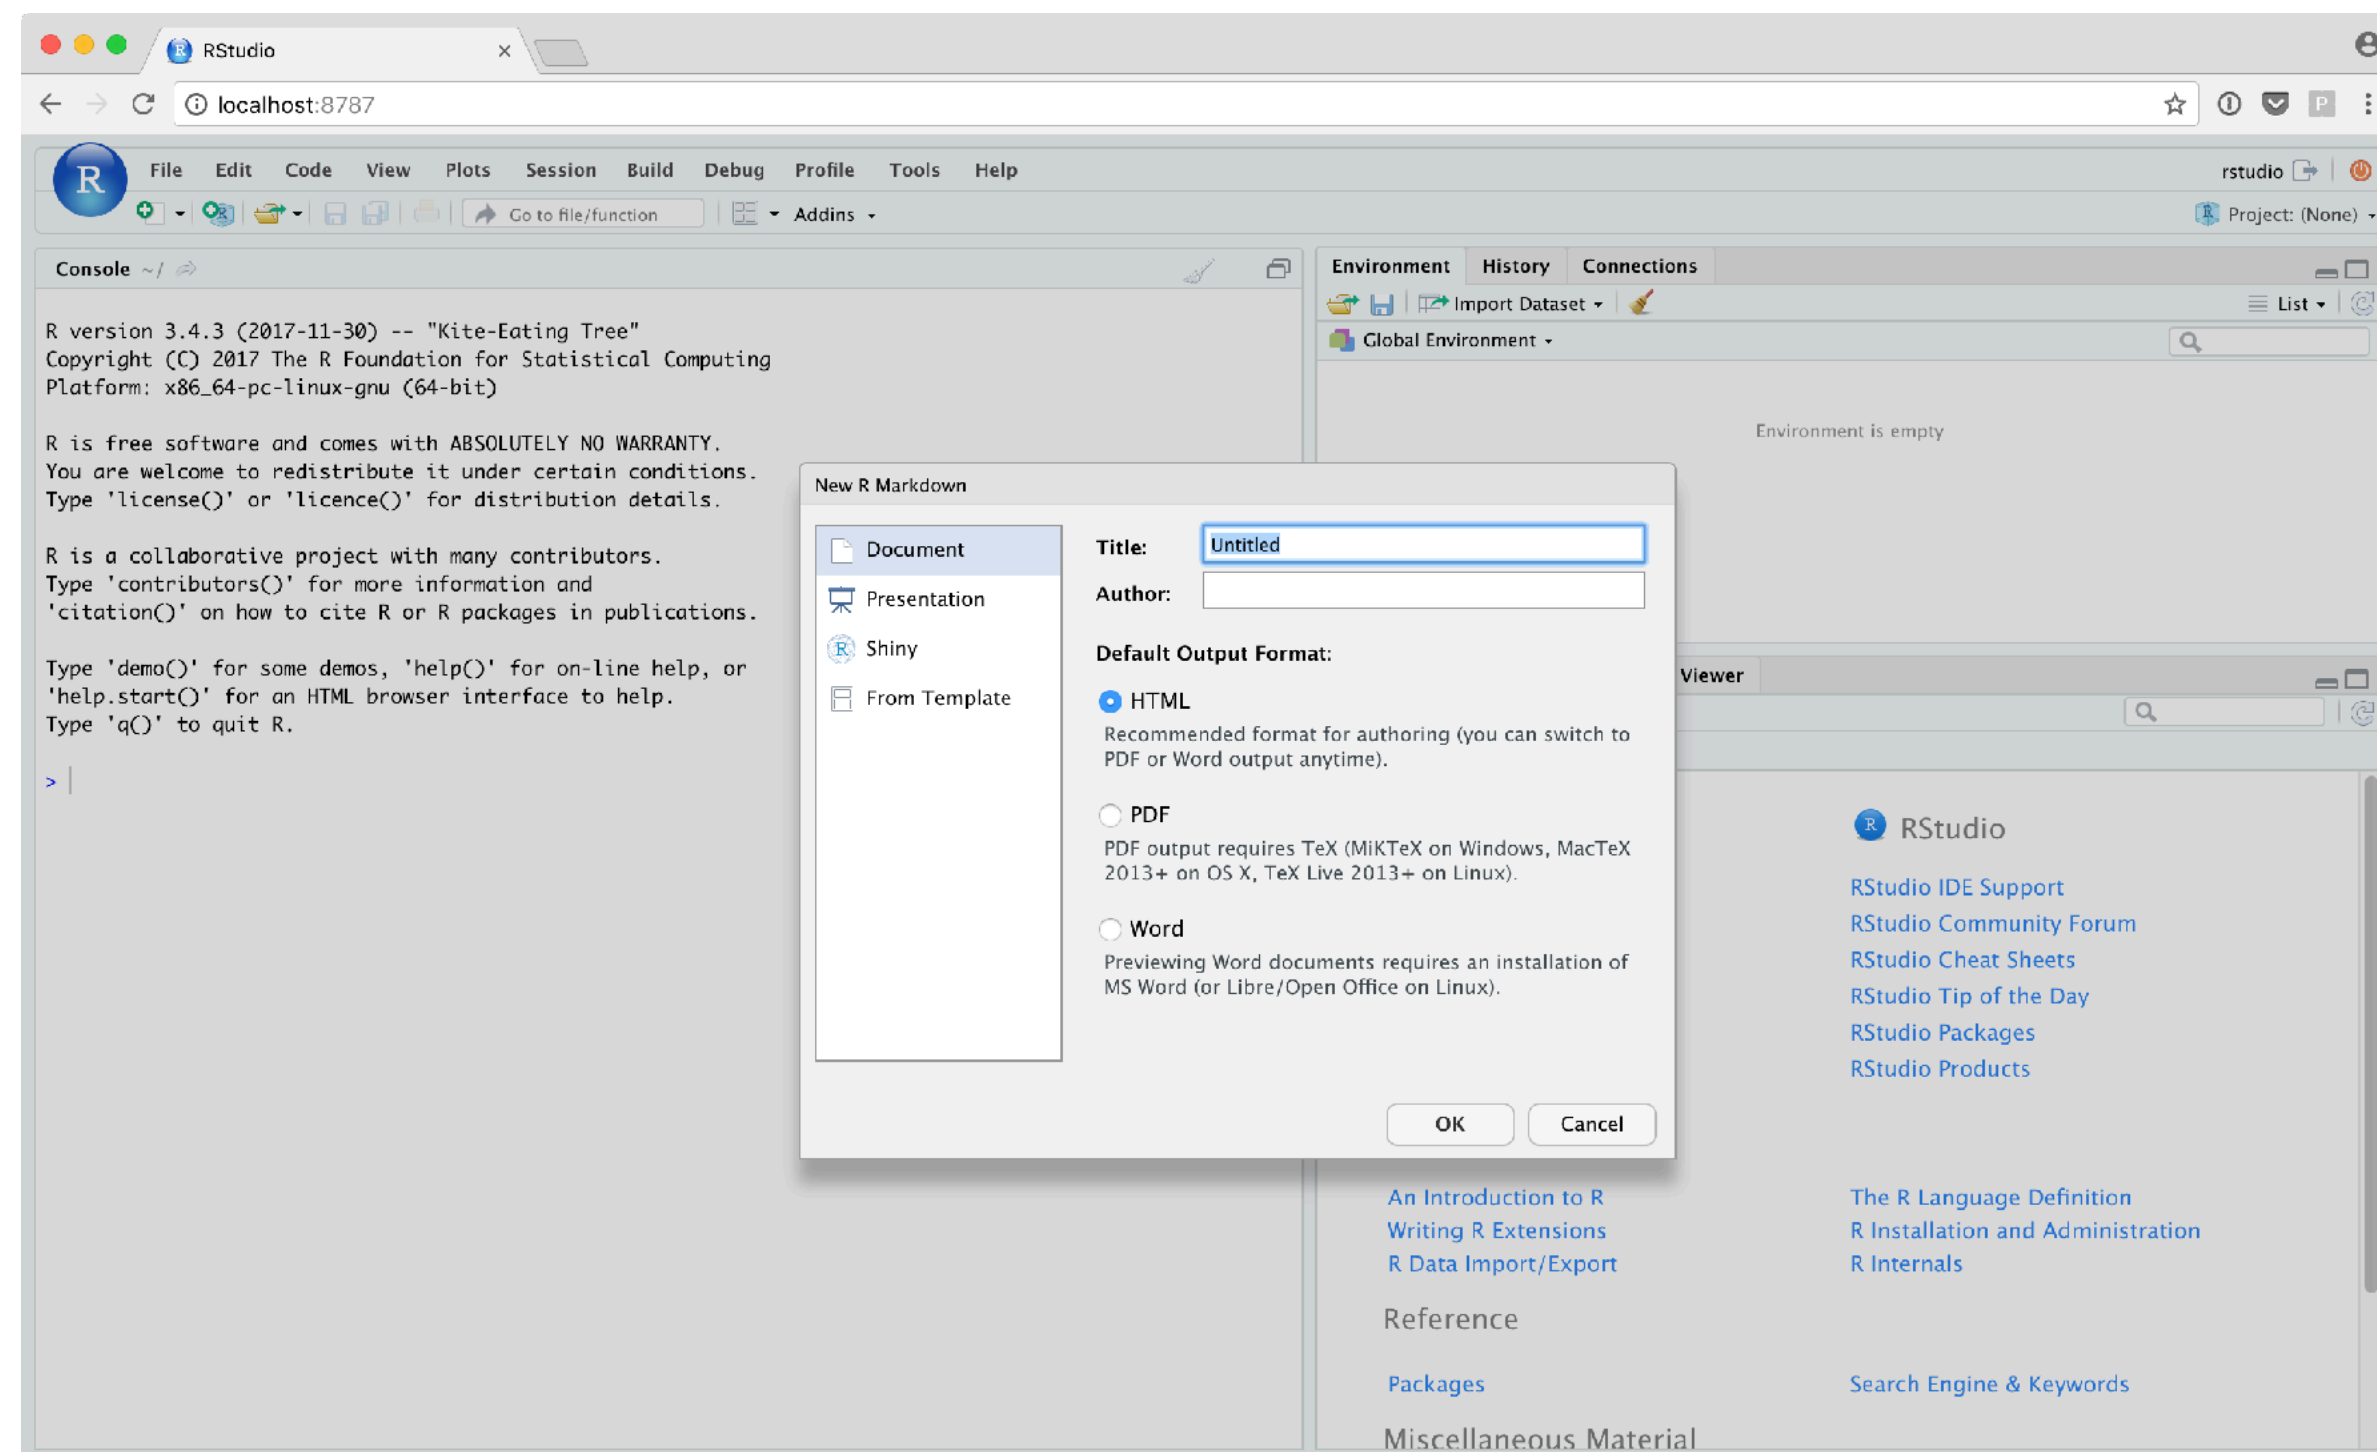 RStudio
localhost:8787
File Edit Code View Plots Session Build Debug Profile Tools Help
rstudio
Go to file/function
Addins
Project: (None)
Console ~/
R version 3.4.3 (2017-11-30) -- "Kite-Eating Tree"
Copyright (C) 2017 The R Foundation for Statistical Computing
Platform: x86_64-pc-linux-gnu (64-bit)
R is free software and comes with ABSOLUTELY NO WARRANTY.
You are welcome to redistribute it under certain conditions.
Type 'license()' or 'licence()' for distribution details.
R is a collaborative project with many contributors.
Type 'contributors()' for more information and
'citation()' on how to cite R or R packages in publications.
Type 'demo()' for some demos, 'help()' for on-line help, or
'help.start()' for an HTML browser interface to help.
Type 'q()' to quit R.
>
Environment History Connections
Import Dataset
List
Global Environment
Environment is empty
New R Markdown
Document
Presentation
Shiny
From Template
Title: Untitled
Author:
Default Output Format:
HTML
Recommended format for authoring (you can switch to
PDF or Word output anytime).
PDF
PDF output requires TeX (MiKTeX on Windows, MacTeX
2013+ on OS X, TeX Live 2013+ on Linux).
Word
Previewing Word documents requires an installation of
MS Word (or Libre/Open Office on Linux).
OK Cancel
Viewer
RStudio
RStudio IDE Support
RStudio Community Forum
RStudio Cheat Sheets
RStudio Tip of the Day
RStudio Packages
RStudio Products
An Introduction to R
The R Language Definition
Writing R Extensions
R Installation and Administration
R Data Import/Export
R Internals
Reference
Packages
Search Engine & Keywords
Miscellaneous Material